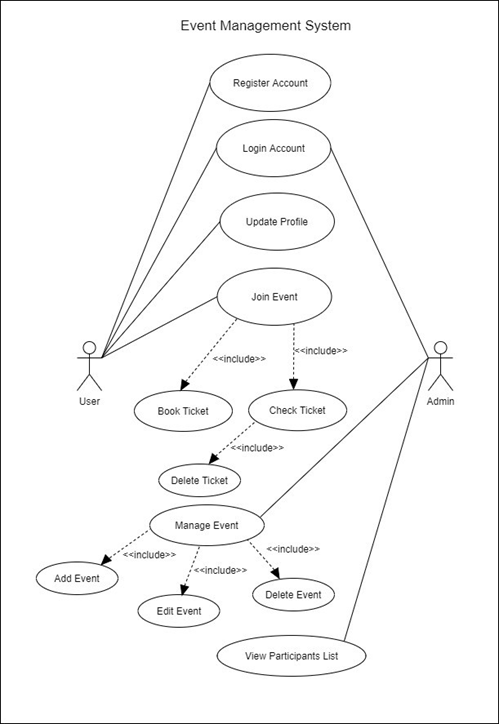 Event Management System
Register Account
Login Account
Update Profile
Join Event
<<include>>
<<include>>
User
Admin
Book Ticket
Check Ticket
<<include>>
Delete Ticket
Manage Event
<<include>>
<<include>>
<<include>>
Add Event
Edit Event
Delete Event
View Participants List